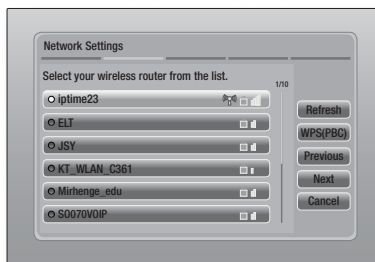 Network Settings
Select your wireless router from the list.
1/10
iptime23
ELT
JSY
KT_WLAN_C361
Mirhenge_edu
SO070VOIP
Refresh
WPS(PBC)
Previous
Next
Cancel